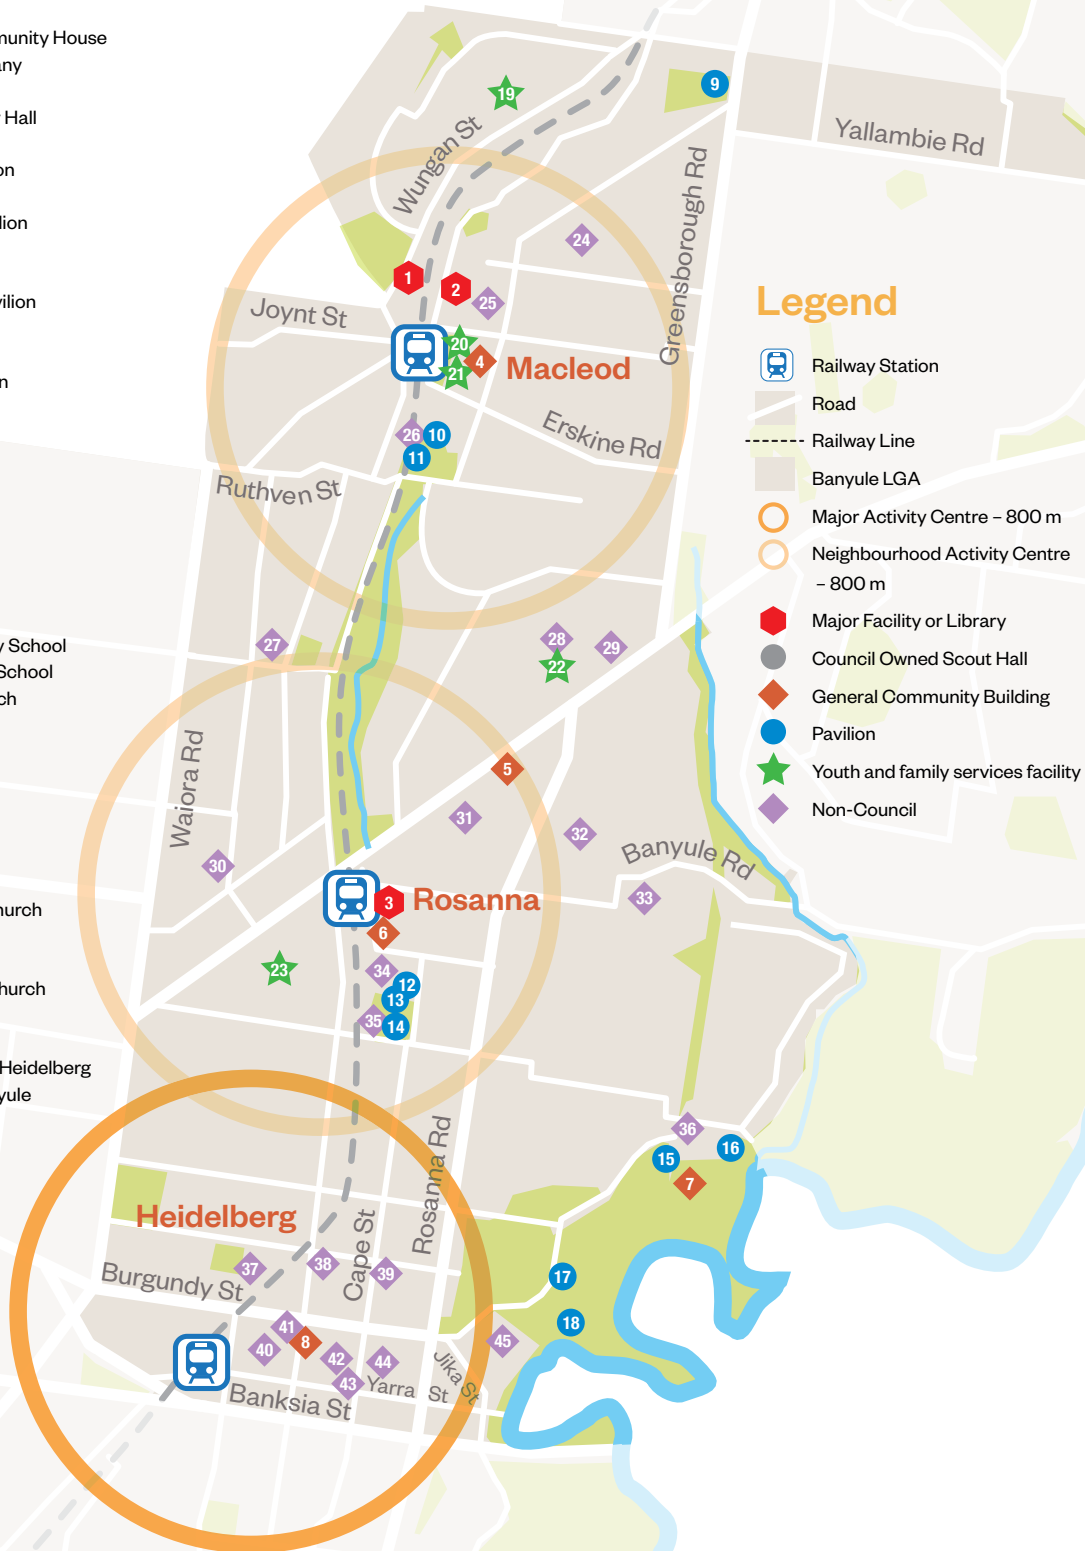 munity House
any
Hall
on
lion
vilion
n
y School
School
ch
hurch
hurch
Heidelberg
yule
9
19
Yallambie Rd
Wungan St
Greensborough Rd
24
1
2
25
Joynt St
20
4
21
Macleod
Erskine Rd
26
10
11
Ruthven St
27
28
29
22
Waiora Rd
5
31
32
30
Banyule Rd
33
3
Rosanna
6
23
34
12
13
35
14
Rosanna Rd
36
15
16
7
Heidelberg
Cape St
37
38
39
Burgundy St
17
18
41
8
40
42
44
43
45
Jika St
Yarra St
Banksia St
Legend
Railway Station
Road
Railway Line
Banyule LGA
Major Activity Centre – 800 m
Neighbourhood Activity Centre
– 800 m
Major Facility or Library
Council Owned Scout Hall
General Community Building
Pavilion
Youth and family services facility
Non-Council